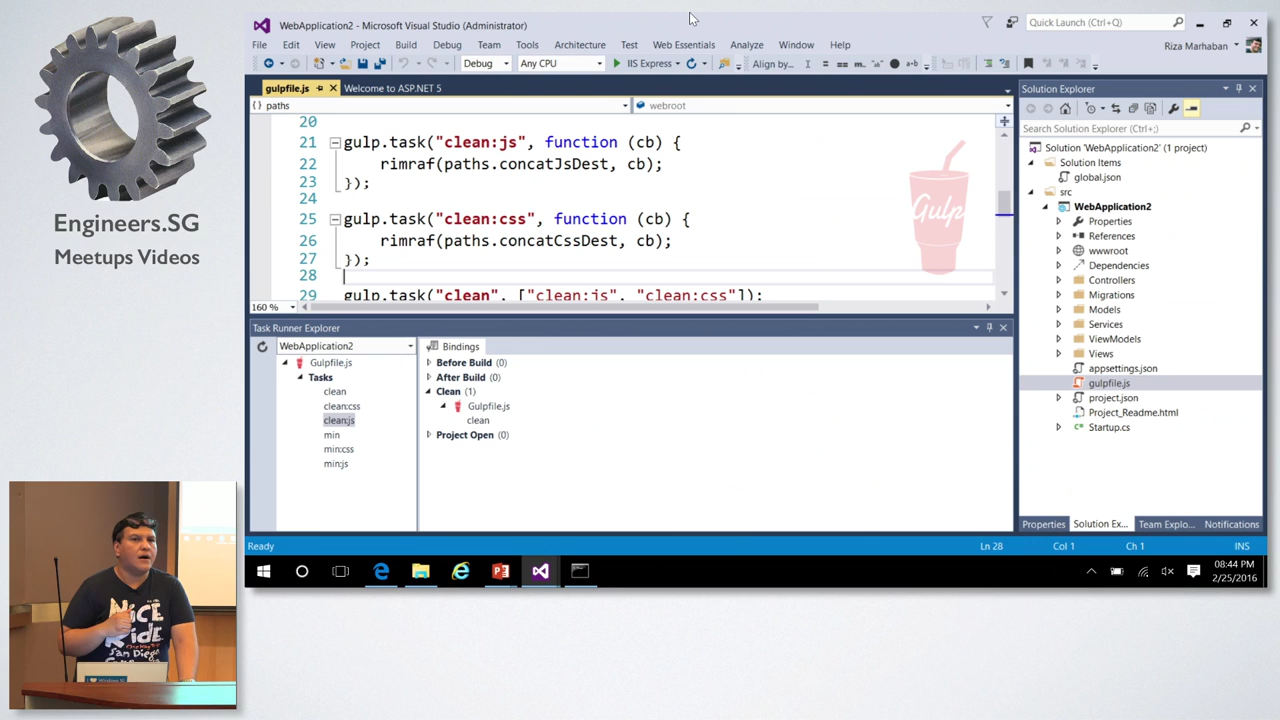 Engineers.SG
Meetups Videos
WebApplication2 - Microsoft Visual Studio (Administrator)
Quick Launch (Ctrl+Q)
File Edit View Project Build Debug Team Tools Architecture Test Web Essentials Analyze Window Help
Riza Marhaban
Debug Any CPU IIS Express Align by...
gulpfile.js Welcome to ASP.NET 5
{ } paths webroot
20
21 gulp.task("clean:js", function (cb) {
22 rimraf(paths.concatJsDest, cb);
23 });
24
25 gulp.task("clean:css", function (cb) {
26 rimraf(paths.concatCssDest, cb);
27 });
28
29 gulp.task("clean", ["clean:js", "clean:css"]);
Gulp
160 %
Task Runner Explorer
WebApplication2
Gulpfile.js
Tasks
clean
clean:css
clean:js
min
min:css
min:js
Bindings
Before Build (0)
After Build (0)
Clean (1)
Gulpfile.js
clean
Project Open (0)
Solution Explorer
Search Solution Explorer (Ctrl+;)
Solution 'WebApplication2' (1 project)
Solution Items
global.json
src
WebApplication2
Properties
References
wwwroot
Dependencies
Controllers
Migrations
Models
Services
ViewModels
Views
appsettings.json
gulpfile.js
project.json
Project_Readme.html
Startup.cs
Properties Solution Ex... Team Explo... Notifications
Ready Ln 28 Col 1 Ch 1 INS
08:44 PM
2/25/2016
NiCE
RiDE
San Diego